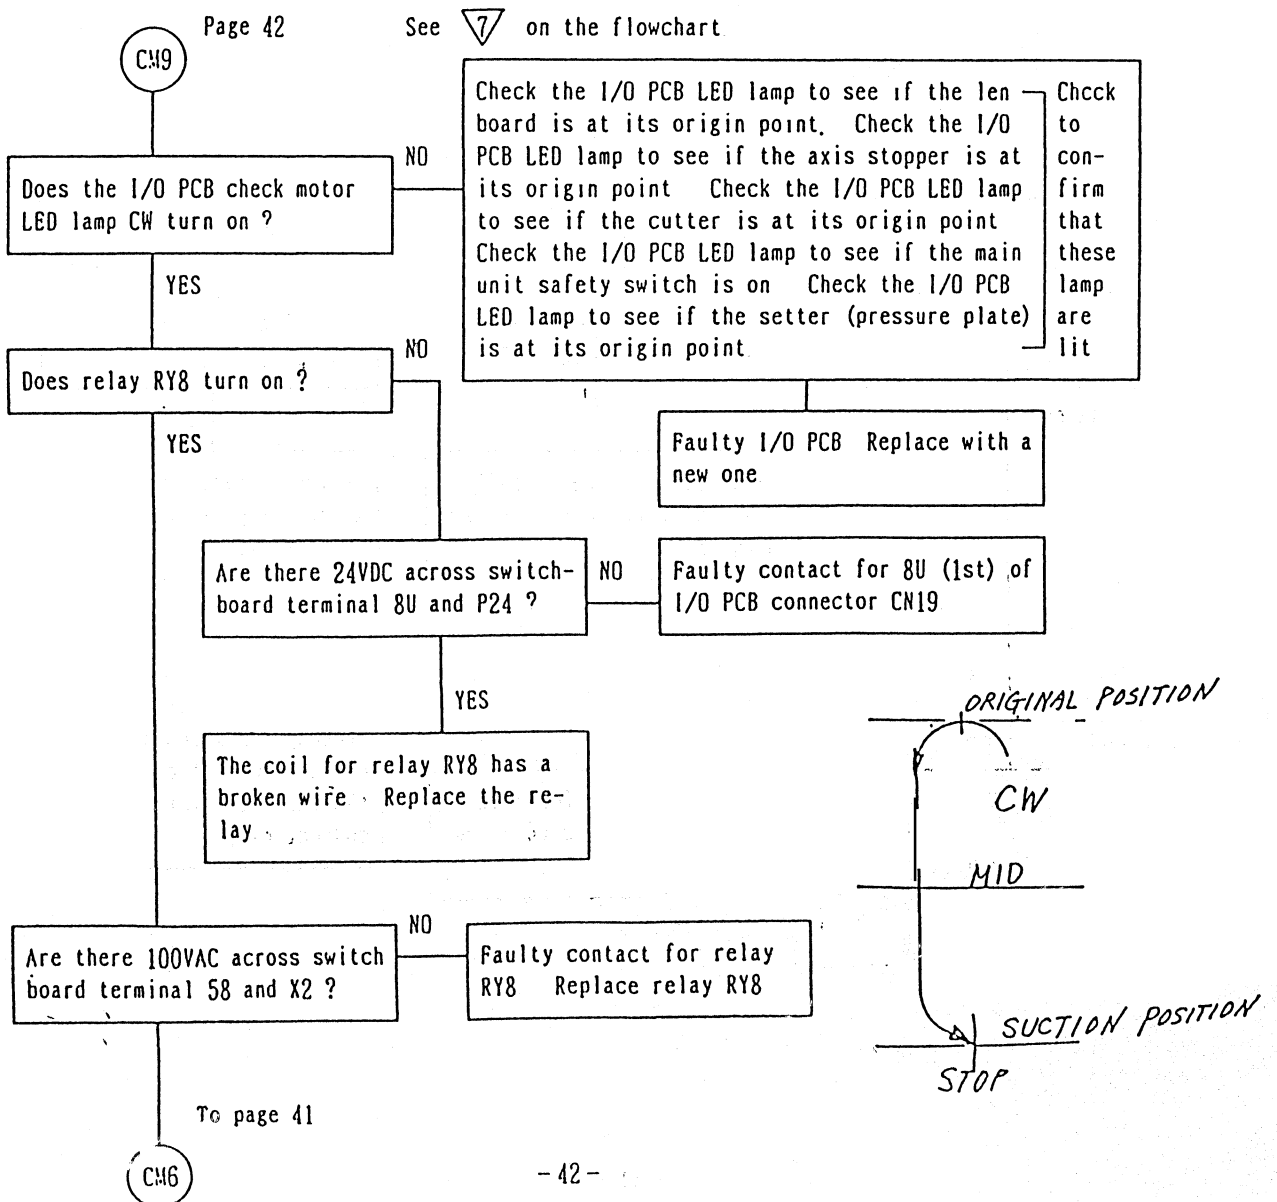 Page 42
See 7 on the flowchart
CM9
Check the I/O PCB LED lamp to see if the len
board is at its origin point. Check the I/O
PCB LED lamp to see if the axis stopper is at
its origin point Check the I/O PCB LED lamp
to see if the cutter is at its origin point
Check the I/O PCB LED lamp to see if the main
unit safety switch is on Check the I/O PCB
LED lamp to see if the setter (pressure plate)
is at its origin point
Check
to
con-
firm
that
these
lamp
are
lit
Does the I/O PCB check motor
LED lamp CW turn on ?
NO
YES
Does relay RY8 turn on ?
NO
YES
Faulty I/O PCB Replace with a
new one
Are there 24VDC across switch-
board terminal 8U and P24 ?
NO
Faulty contact for 8U (1st) of
I/O PCB connector CN19
YES
The coil for relay RY8 has a
broken wire Replace the re-
lay
ORIGINAL POSITION
CW
MID
SUCTION POSITION
STOP
Are there 100VAC across switch
board terminal 58 and X2 ?
NO
Faulty contact for relay
RY8 Replace relay RY8
To page 41
CM6
- 42 -